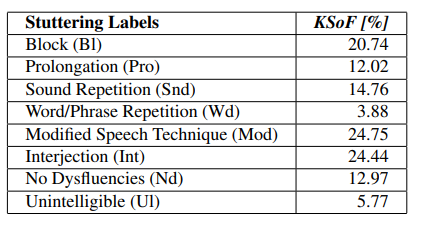 Stuttering Labels KSoF [%]
Block (Bl) 20.74
Prolongation (Pro) 12.02
Sound Repetition (Snd) 14.76
Word/Phrase Repetition (Wd) 3.88
Modified Speech Technique (Mod) 24.75
Interjection (Int) 24.44
No Dysfluencies (Nd) 12.97
Unintelligible (Ul) 5.77